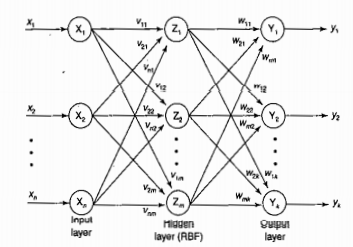 x1 X1 v11 Z1 w11 Y1 y1
v21 w21
vn1 wm1
v12 w12
x2 X2 v22 Z2 w22 Y2 y2
vn2 wm2
v1m w2k w1k
v2m
xn Xn vnm Zm wmk Yk yk
Input layer
Hidden layer (RBF)
Output layer